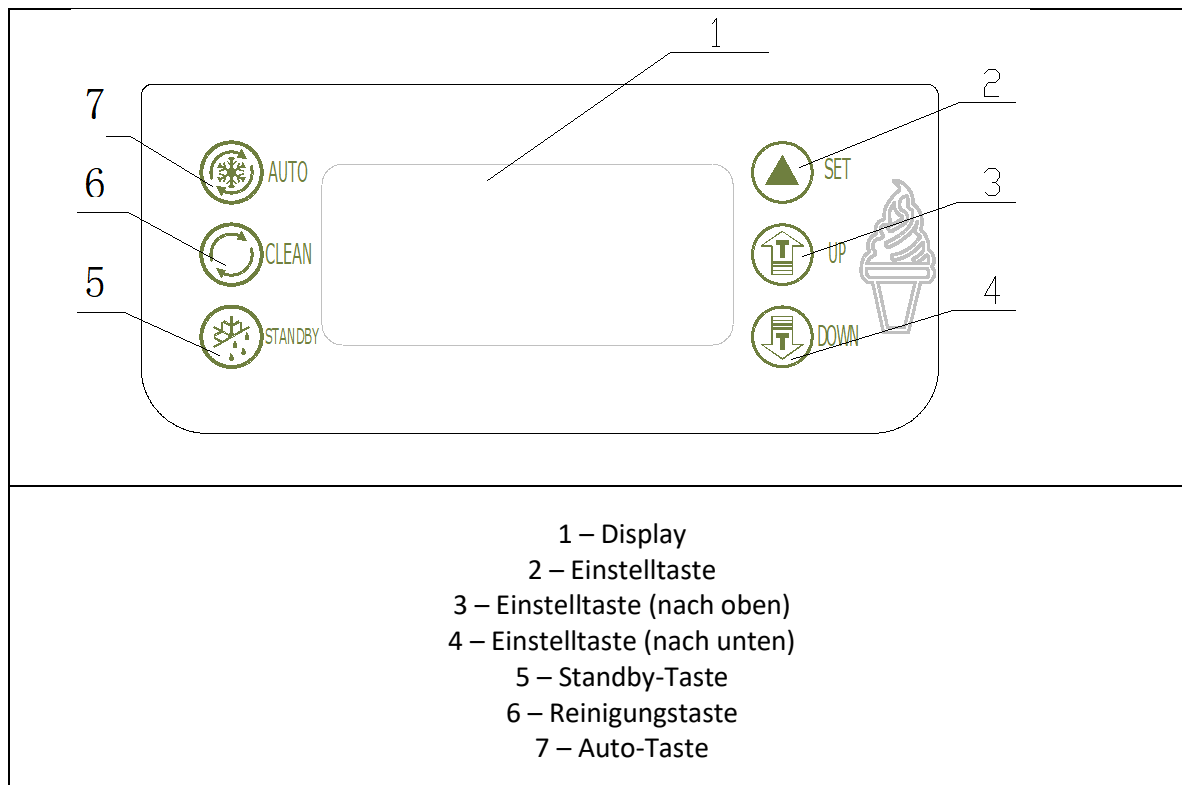 1
2
7
AUTO
SET
6
3
CLEAN
T
UP
5
4
STANDBY
T
DOWN
1 – Display
2 – Einstelltaste
3 – Einstelltaste (nach oben)
4 – Einstelltaste (nach unten)
5 – Standby-Taste
6 – Reinigungstaste
7 – Auto-Taste